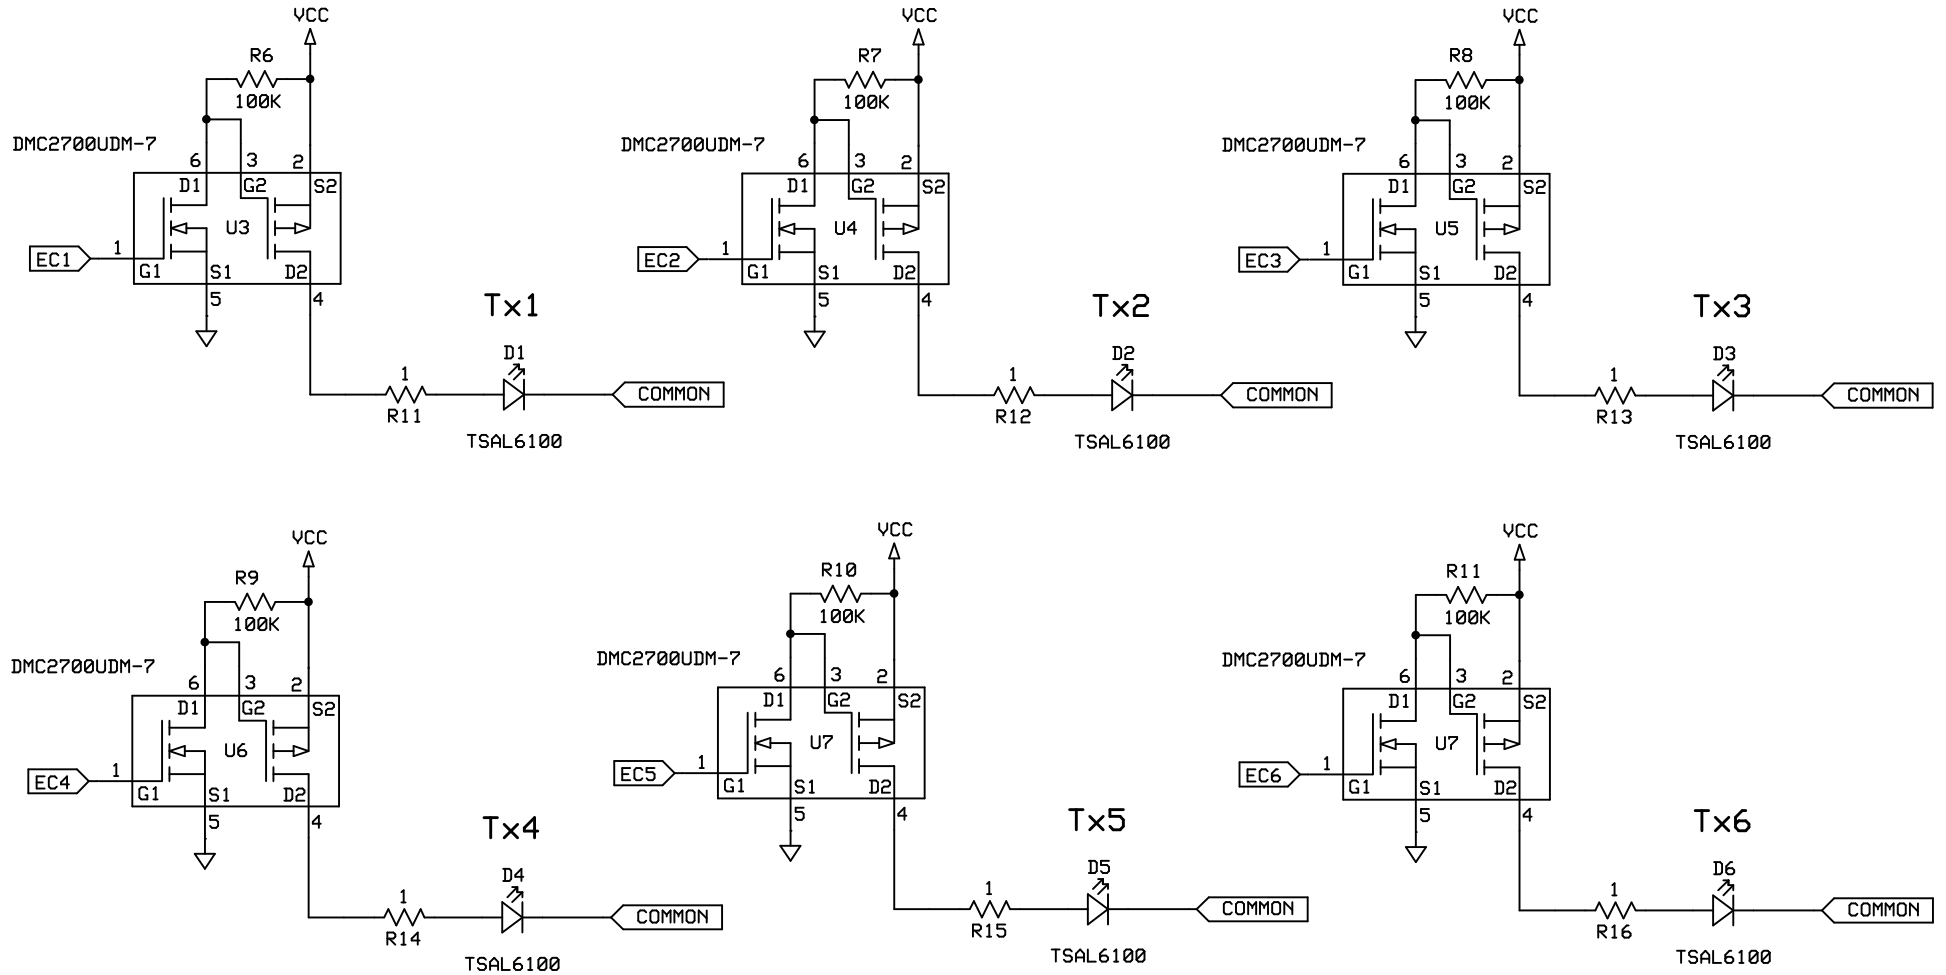 VCC
R6
100K
DMC2700UDM-7
6 3 2
D1 G2 S2
U3
EC1
1
G1 S1 D2
5 4
Tx1
D1
1
R11
COMMON
TSAL6100
VCC
R7
100K
DMC2700UDM-7
6 3 2
D1 G2 S2
U4
EC2
1
G1 S1 D2
5 4
Tx2
D2
1
R12
COMMON
TSAL6100
VCC
R8
100K
DMC2700UDM-7
6 3 2
D1 G2 S2
U5
EC3
1
G1 S1 D2
5 4
Tx3
D3
1
R13
COMMON
TSAL6100
VCC
R9
100K
DMC2700UDM-7
6 3 2
D1 G2 S2
U6
EC4
1
G1 S1 D2
5 4
Tx4
D4
1
R14
COMMON
TSAL6100
VCC
R10
100K
DMC2700UDM-7
6 3 2
D1 G2 S2
U7
EC5
1
G1 S1 D2
5 4
Tx5
D5
1
R15
COMMON
TSAL6100
VCC
R11
100K
DMC2700UDM-7
6 3 2
D1 G2 S2
U7
EC6
1
G1 S1 D2
5 4
Tx6
D6
1
R16
COMMON
TSAL6100